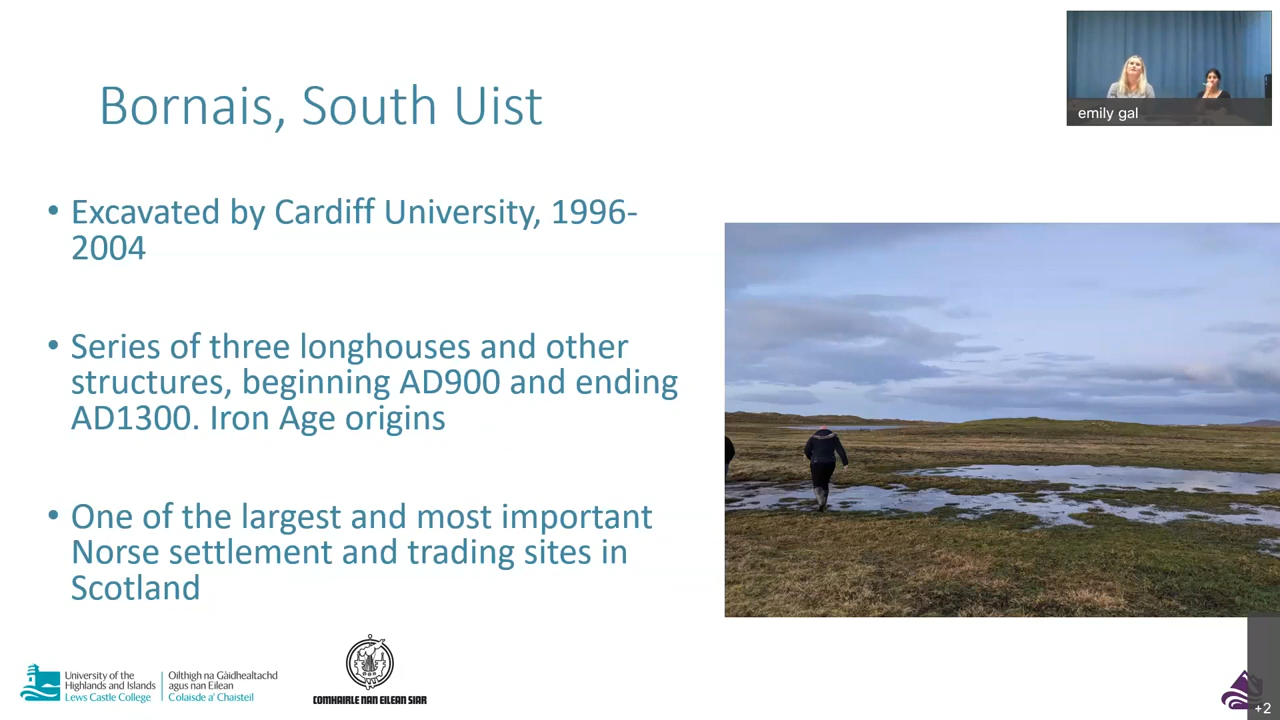 Bornais, South Uist
emily gal
• Excavated by Cardiff University, 1996-
2004
• Series of three longhouses and other
structures, beginning AD900 and ending
AD1300. Iron Age origins
• One of the largest and most important
Norse settlement and trading sites in
Scotland
University of the
Highlands and Islands
Lews Castle College
Oilthigh na Gàidhealtachd
agus nan Eilean
Colaisde a' Chaisteil
COMHAIRLE NAN EILEAN SIAR
+2